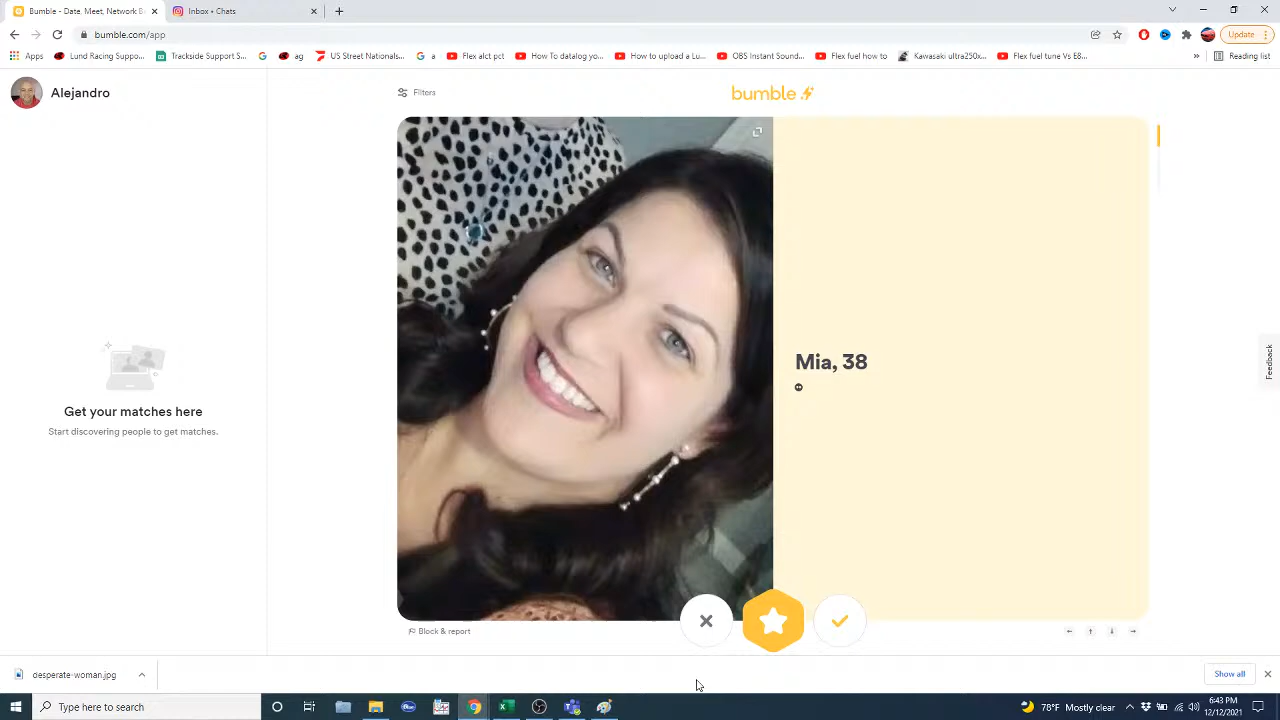 Bumble - Date, Meet, Network B
Inbox + Chats
bumble.com/app
Update
Apps
Lund Racing Suppo...
Tracksuite Support S...
a
ag
US Street Nationals...
a
Flex alct pct
How To datalog yo...
How to upload a Lu...
OBS Instant Sound...
Flex fuel how to
Kawasaki ultra250x...
Flex fuel tune Vs E8...
»
Reading list
Alejandro
Filters
bumble
Mia, 38
Feedback
Get your matches here
Start discovering people to get matches.
Block & report
desperate-woman.jpg
Show all
Type here to search
78°F Mostly clear
6:43 PM
12/12/2021